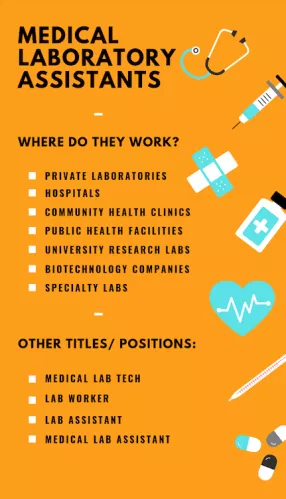 MEDICAL
LABORATORY
ASSISTANTS
WHERE DO THEY WORK?
PRIVATE LABORATORIES
HOSPITALS
COMMUNITY HEALTH CLINICS
PUBLIC HEALTH FACILITIES
UNIVERSITY RESEARCH LABS
BIOTECHNOLOGY COMPANIES
SPECIALTY LABS
OTHER TITLES/ POSITIONS:
MEDICAL LAB TECH
LAB WORKER
LAB ASSISTANT
MEDICAL LAB ASSISTANT